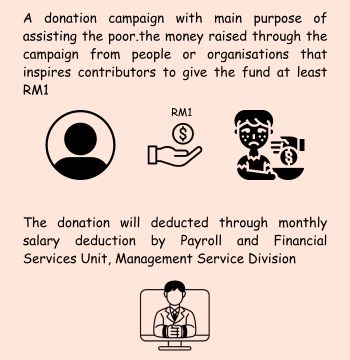 A donation campaign with main purpose of
assisting the poor.the money raised through the
campaign from people or organisations that
inspires contributors to give the fund at least
RM1
RM1
$
$
The donation will deducted through monthly
salary deduction by Payroll and Financial
Services Unit, Management Service Division